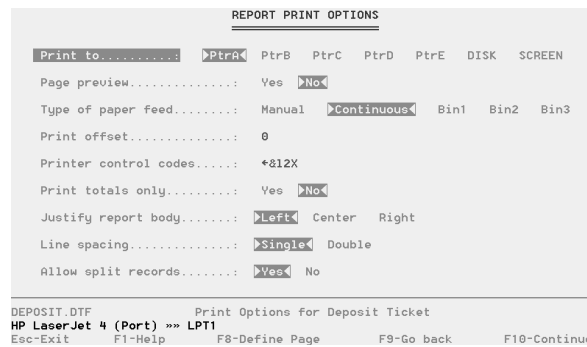 REPORT PRINT OPTIONS
Print to..........: ►PtrA◄ PtrB PtrC PtrD PtrE DISK SCREEN
Page preview..............: Yes ►No◄
Type of paper feed........: Manual ►Continuous◄ Bin1 Bin2 Bin3
Print offset..............: 0
Printer control codes.....: ←&l2X
Print totals only.........: Yes ►No◄
Justify report body.......: ►Left◄ Center Right
Line spacing..............: ►Single◄ Double
Allow split records.......: ►Yes◄ No
DEPOSIT.DTF Print Options for Deposit Ticket
HP LaserJet 4 (Port) »» LPT1
Esc-Exit F1-Help F8-Define Page F9-Go back F10-Continu